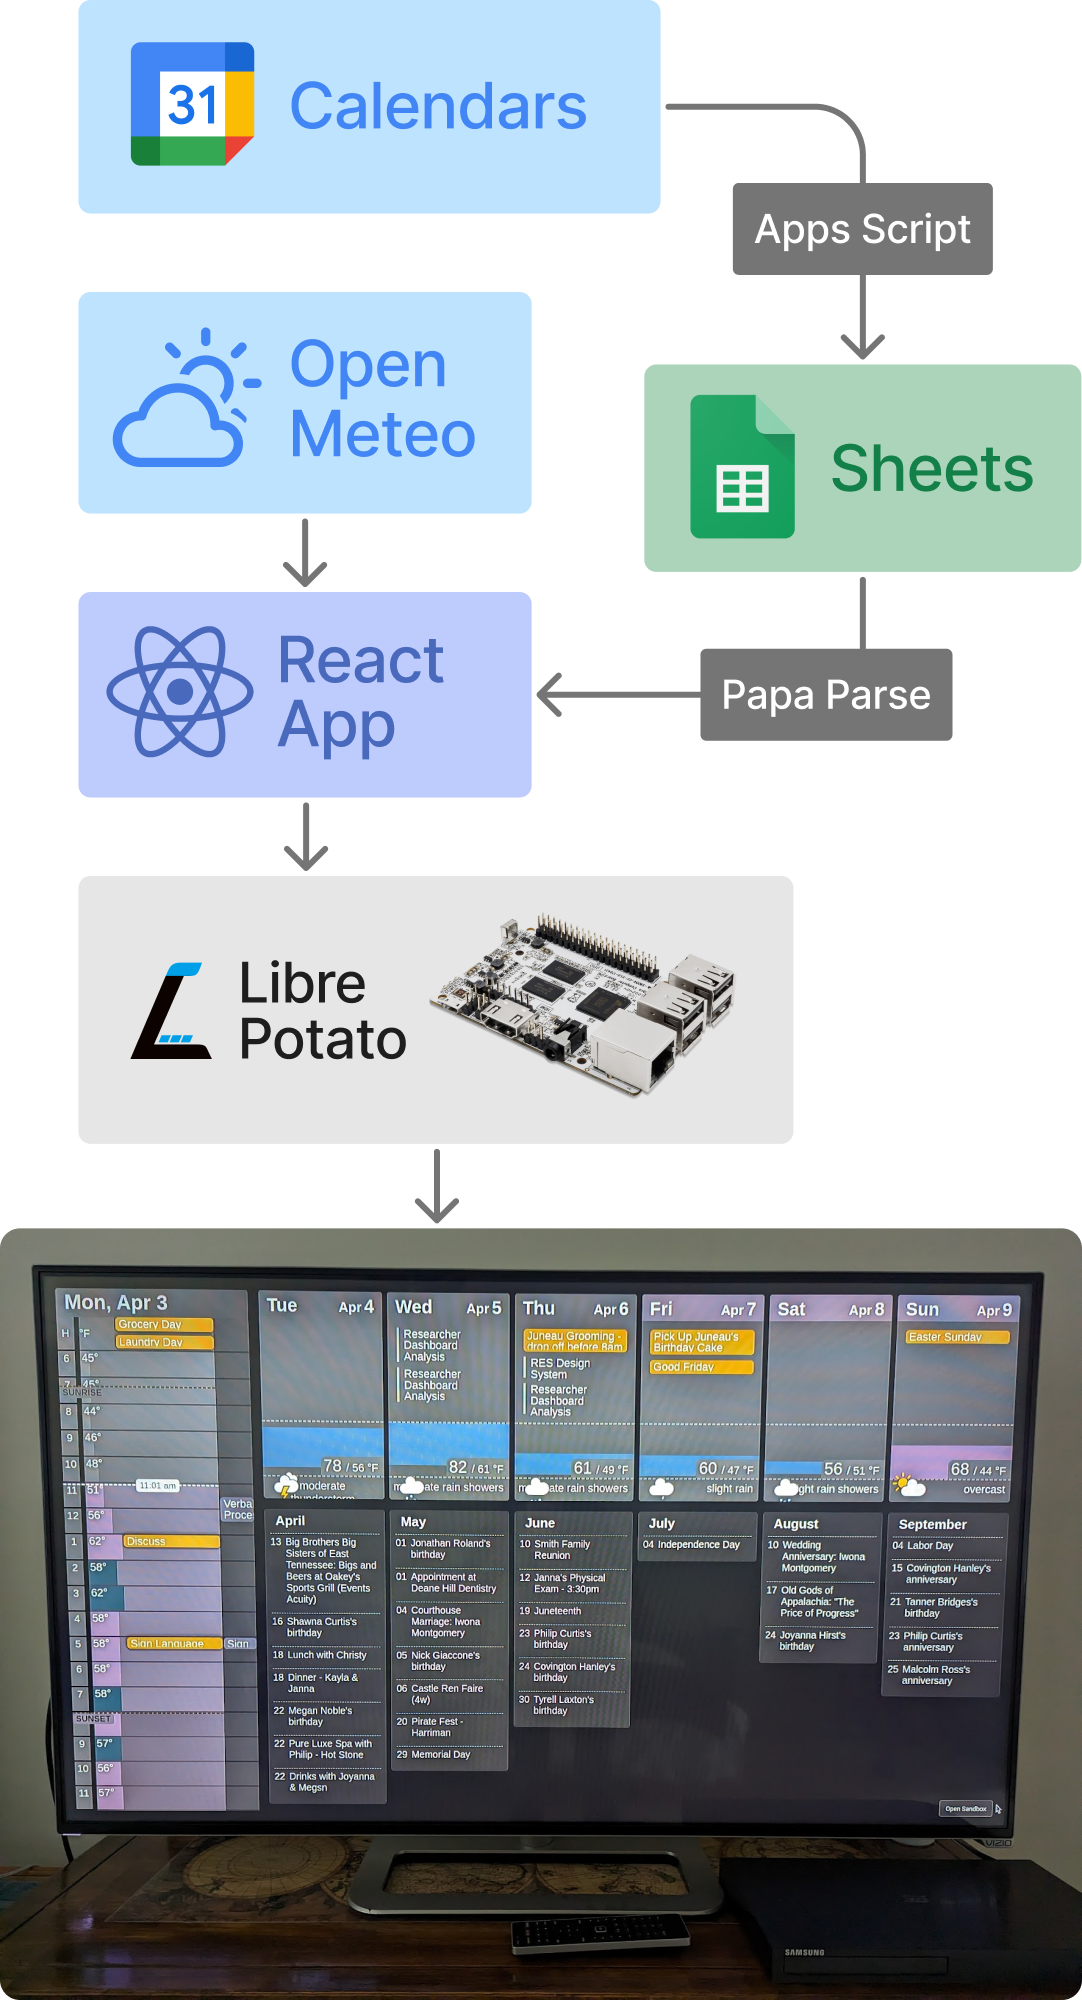 31
Calendars
Apps Script
Open
Meteo
Sheets
React
App
Papa Parse
Libre
Potato
Mon, Apr 3
Grocery Day
Laundry Day
H °F
6 45°
7 45°
SUNRISE
8 44°
9 46°
10 48°
11:01 am
11 51°
Verba
Proce
12 56°
1 62° Discuss
2 58°
3 62°
4 58°
5 58° Sign Language Sign
6 58°
7 58°
SUNSET
9 57°
10 56°
11 57°
Tue Apr 4
78 / 56 °F
moderate
thunderstorm
Wed Apr 5
Researcher
Dashboard
Analysis
Researcher
Dashboard
Analysis
82 / 61 °F
rain showers
Thu Apr 6
Juneau Grooming -
drop off before 8am
RES Design
System
Researcher
Dashboard
Analysis
61 / 49 °F
rain showers
Fri Apr 7
Pick Up Juneau's
Birthday Cake
Good Friday
60 / 47 °F
slight rain
Sat Apr 8
56 / 51 °F
rain showers
Sun Apr 9
Easter Sunday
68 / 44 °F
overcast
April
13 Big Brothers Big
Sisters of East
Tennessee: Bigs and
Beers at Oakey's
Sports Grill (Events
Acuity)
16 Shawna Curtis's
birthday
18 Lunch with Christy
18 Dinner - Kayla &
Janna
22 Megan Noble's
birthday
22 Pure Luxe Spa with
Philip - Hot Stone
22 Drinks with Joyanna
& Megsn
May
01 Jonathan Roland's
birthday
01 Appointment at
Deane Hill Dentistry
04 Courthouse
Marriage: Iwona
Montgomery
05 Nick Giaccone's
birthday
06 Castle Ren Faire
(4w)
20 Pirate Fest -
Harriman
29 Memorial Day
June
10 Smith Family
Reunion
12 Janna's Physical
Exam - 3:30pm
19 Juneteenth
23 Philip Curtis's
birthday
24 Covington Hanley's
birthday
30 Tyrell Laxton's
birthday
July
04 Independence Day
August
10 Wedding
Anniversary: Iwona
Montgomery
17 Old Gods of
Appalachia: "The
Price of Progress"
24 Joyanna Hirst's
birthday
September
04 Labor Day
15 Covington Hanley's
anniversary
21 Tanner Bridges's
birthday
23 Philip Curtis's
anniversary
25 Malcolm Ross's
anniversary
Open Sandbox
VIZIO
SAMSUNG